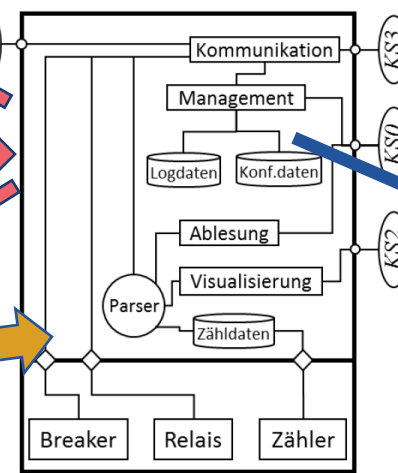 Kommunikation
KS3
Management
KS0
Logdaten
Konf.daten
Ablesung
KS2
Visualisierung
Parser
Zähldaten
Breaker
Relais
Zähler